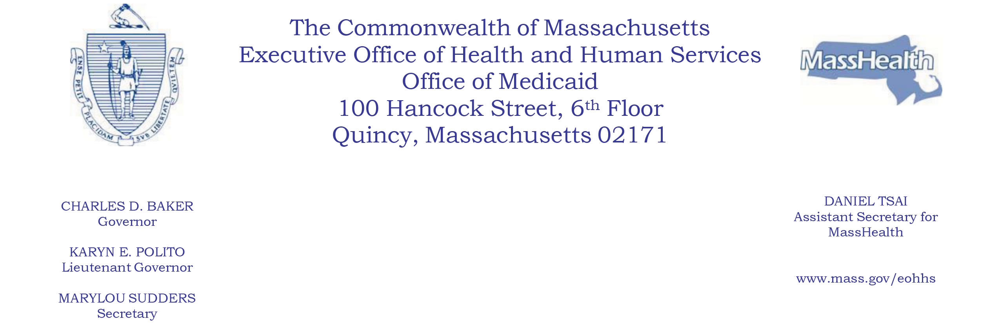 ENSE PETIT PLACIDAM SVB LIBERTATE QVIETEM
The Commonwealth of Massachusetts
Executive Office of Health and Human Services
Office of Medicaid
100 Hancock Street, 6th Floor
Quincy, Massachusetts 02171
MassHealth
CHARLES D. BAKER
Governor
KARYN E. POLITO
Lieutenant Governor
MARYLOU SUDDERS
Secretary
DANIEL TSAI
Assistant Secretary for
MassHealth
www.mass.gov/eohhs